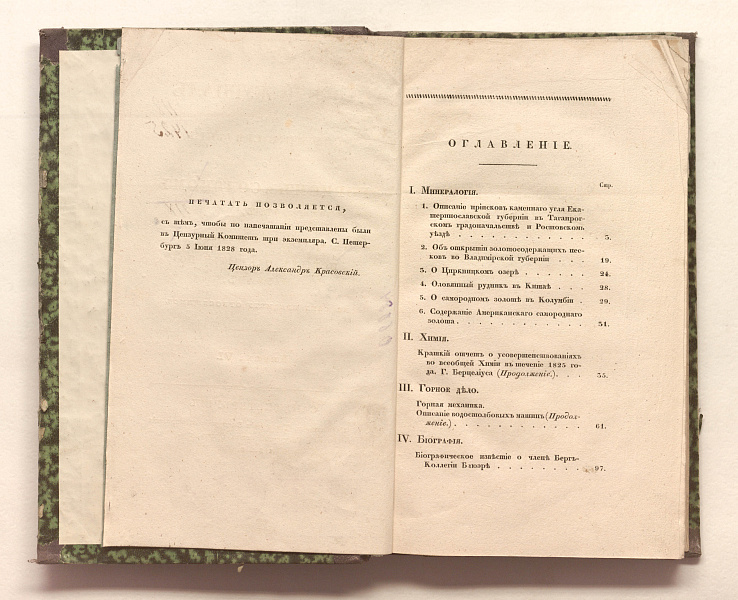 ПЕЧАТАТЬ ПОЗВОЛЯЕТСЯ,
съ тѣмъ, чтобы по напечатаніи представлены были
въ Цензурный Комитетъ три экземпляра. С. Петер-
бургъ 5 Іюня 1828 года.
Цензоръ Александръ Красовскій.
ОГЛАВЛЕНІЕ.
Стр.
I. Минералогія.
1. Описаніе пріисковъ каменнаго угля Ека-
теринославской губерніи въ Таганрог-
скомъ градоначальствѣ и Ростовскомъ
уѣздѣ . . . . . . . . . . 3.
2. Объ открытіи золотосодержащихъ пес-
ковъ во Владимірской губерніи . . . 19.
3. О Циркницкомъ озерѣ . . . . . 24.
4. Оловянный рудникъ въ Китаѣ . . . 28.
5. О самородномъ золотѣ въ Колумбіи . 29.
6. Содержаніе Американскаго самороднаго
золота . . . . . . . . . . 31.
II. Химія.
Краткій отчетъ о усовершенствованіяхъ
во всеобщей Химіи въ теченіе 1825 го-
да. Г. Берцеліуса (Продолженіе.) . . . 35.
III. Горное дѣло.
Горная механика.
Описаніе водостолбовыхъ машинъ (Продол-
женіе.) . . . . . . . . . . 61.
IV. Біографія.
Біографическое извѣстіе о членѣ Бергъ-
Коллегіи Блюэрѣ . . . . . . . 97.